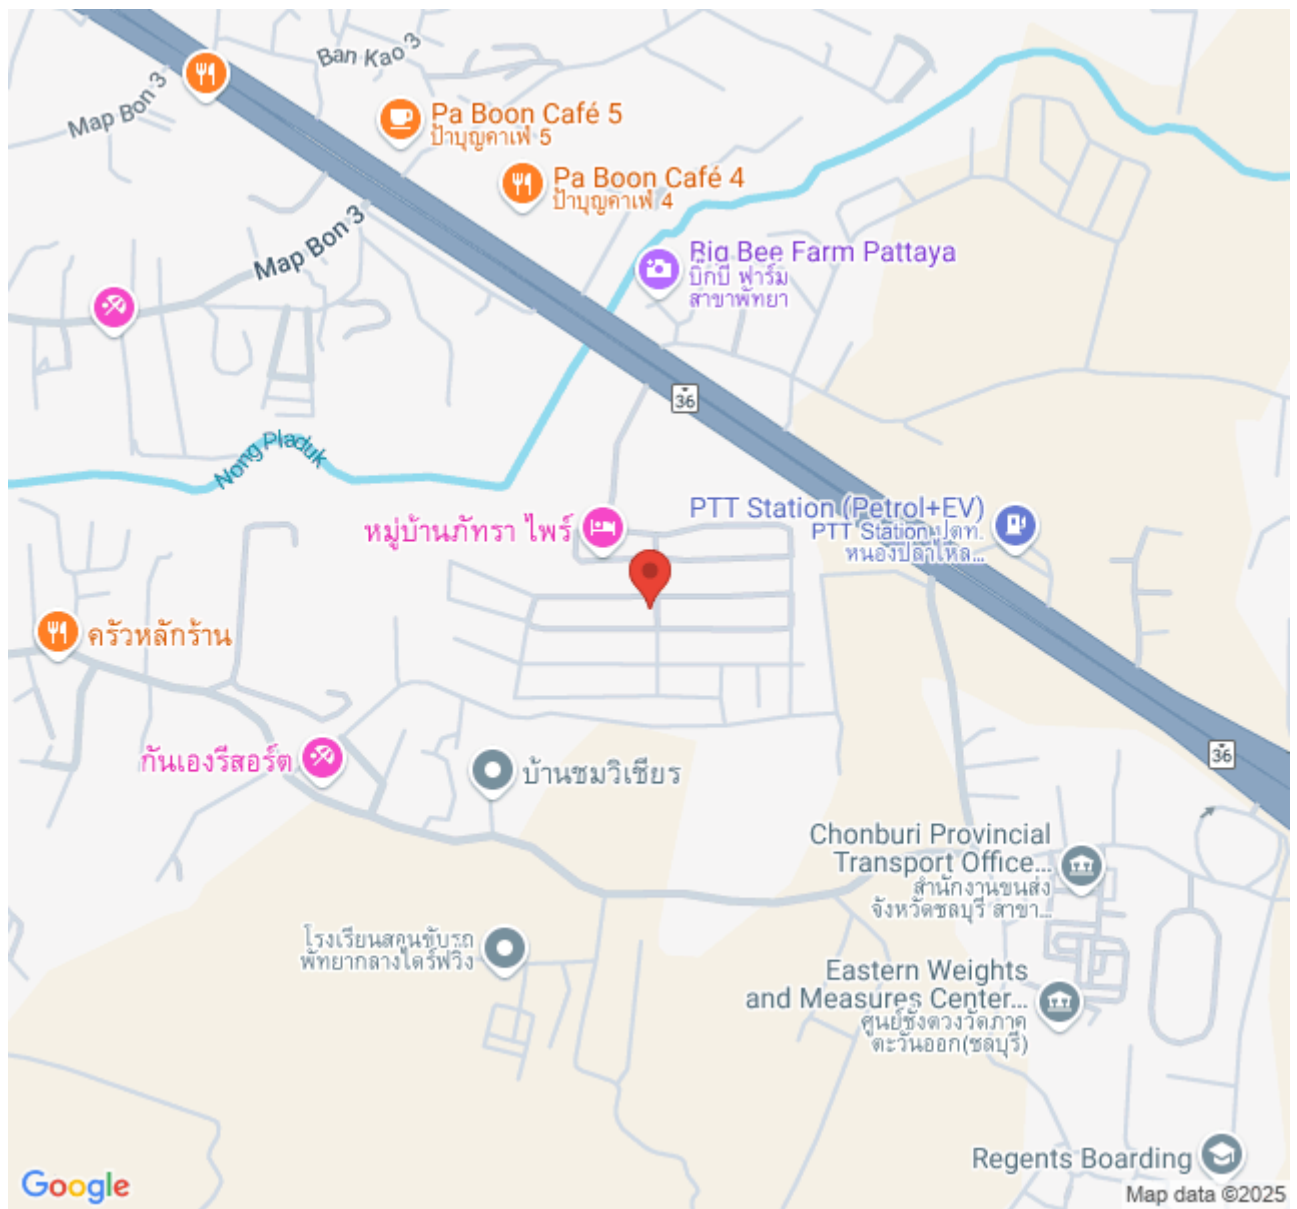 Ban Kao 3
Map Bon 3
Pa Boon Café 5
ป้าบุญคาเฟ่ 5
Pa Boon Café 4
ป้าบุญคาเฟ่ 4
Map Bon 3
Big Bee Farm Pattaya
บิ๊กบี ฟาร์ม
สาขาพัทยา
36
Nong Pladuk
PTT Station (Petrol+EV)
PTT Station ปตท.
หนองปลาไหล...
หมู่บ้านภัทรา ไพร์
ครัวหลักร้าน
กันเองรีสอร์ต
บ้านชมวิเชียร
36
Chonburi Provincial
Transport Office...
สำนักงานขนส่ง
จังหวัดชลบุรี สาขา...
โรงเรียนสอนขับรถ
พัทยากลางไดร์ฟวิง
Eastern Weights
and Measures Center...
ศูนย์ชั่งตวงวัดภาค
ตะวันออก(ชลบุรี)
Regents Boarding
Google
Map data ©2025